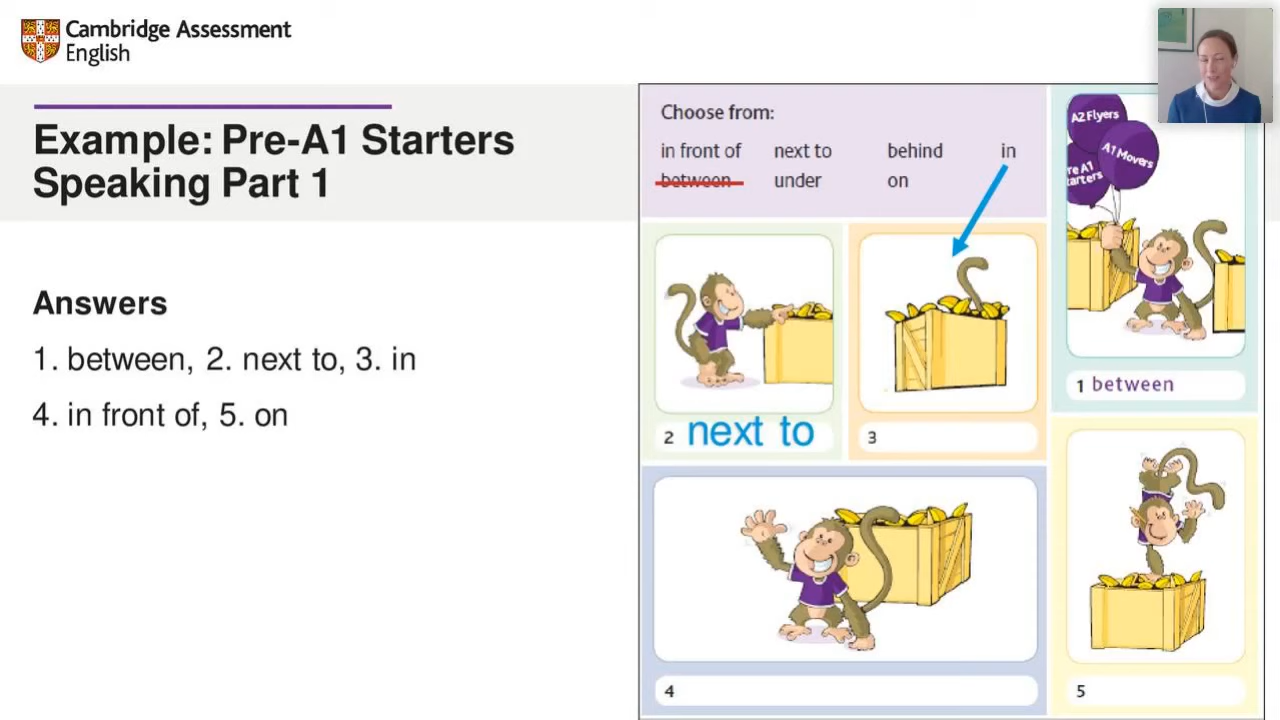 Cambridge Assessment
English
Example: Pre-A1 Starters
Speaking Part 1
Answers
1. between, 2. next to, 3. in
4. in front of, 5. on
Choose from:
in front of next to behind in
between under on
A2 Flyers
A1 Movers
re A1
tarters
1 between
2 next to
3
4
5